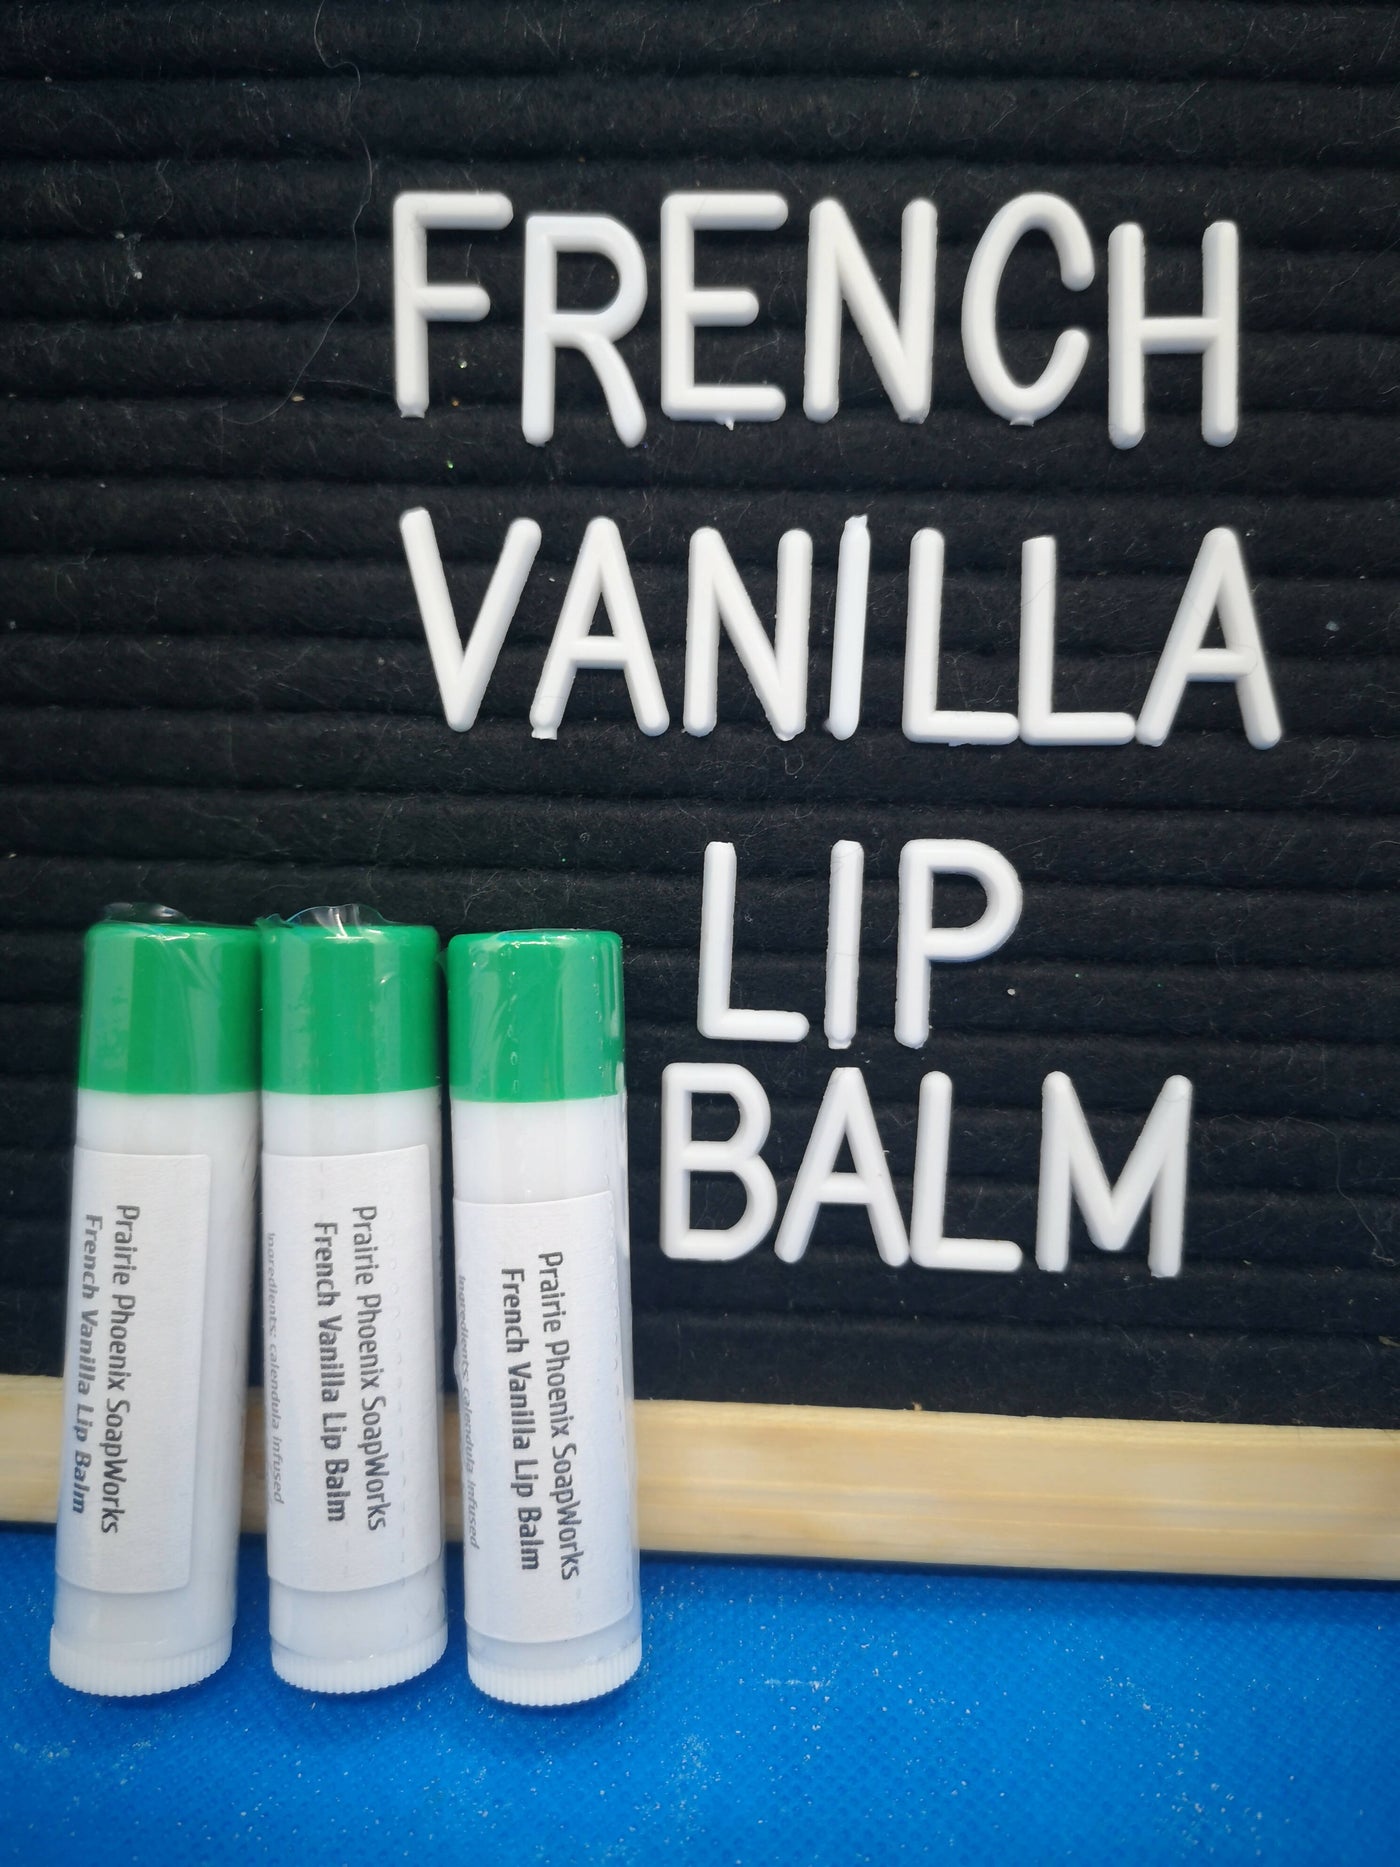 FRENCH
VANILLA
LIP
BALM
Prairie Phoenix SoapWorks
French Vanilla Lip Balm
Prairie Phoenix SoapWorks
French Vanilla Lip Balm
Ingredients: calendula infused
Prairie Phoenix SoapWorks
French Vanilla Lip Balm
Ingredients: calendula infused